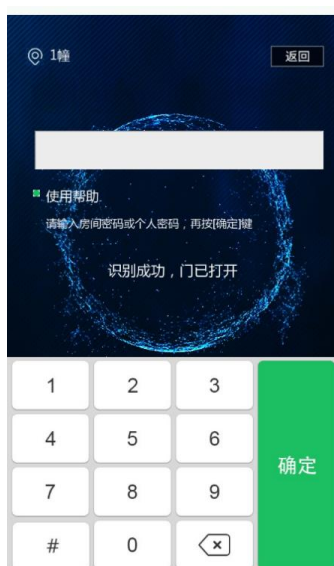 1幢
返回
使用帮助
请输入房间密码或个人密码，再按[确定]键
识别成功，门已打开
1 2 3
4 5 6
确定
7 8 9
# 0